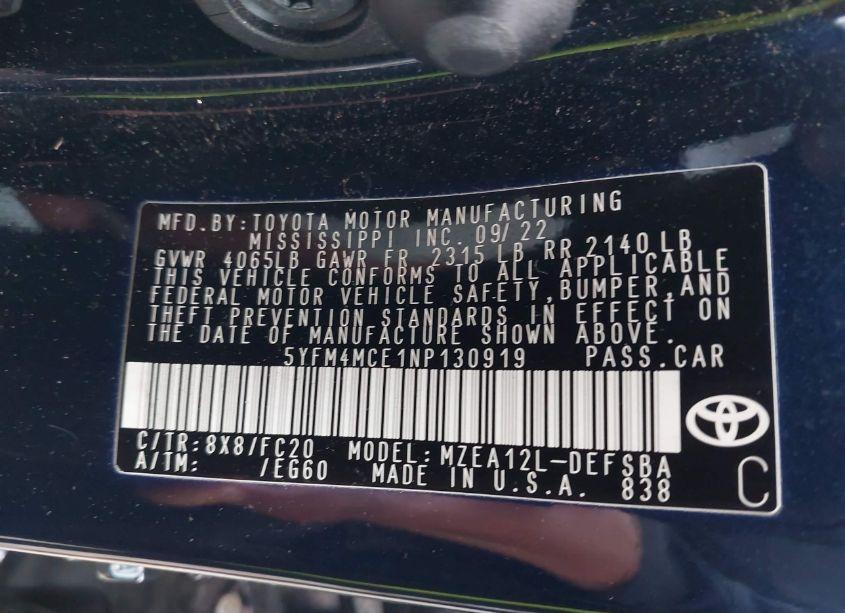 MFD.BY:TOYOTA MOTOR MANUFACTURING
MISSISSIPPI INC. 09/22
GVWR 4065LB GAWR FR 2315 LB RR 2140 LB
THIS VEHICLE CONFORMS TO ALL APPLICABLE
FEDERAL MOTOR VEHICLE SAFETY,BUMPER,AND
THEFT PREVENTION STANDARDS IN EFFECT ON
THE DATE OF MANUFACTURE SHOWN ABOVE.
5YFM4MCE1NP130919 PASS.CAR
C/TR:8X8/FC20 MODEL:MZEA12L-DEFSBA
A/TM: /EG60 MADE IN U.S.A. 838
C